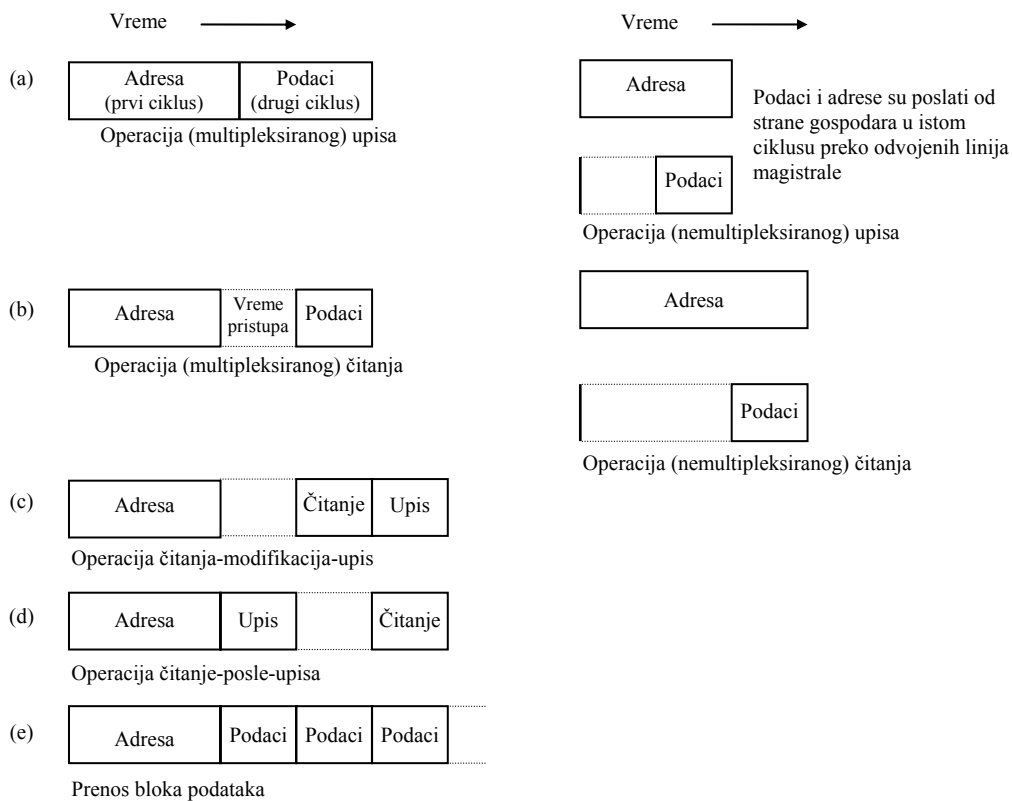 Vreme
Vreme
(a)
Adresa
(prvi ciklus)
Podaci
(drugi ciklus)
Operacija (multipleksiranog) upisa
Adresa
Podaci i adrese su poslati od
strane gospodara u istom
ciklusu preko odvojenih linija
magistrale
Podaci
Operacija (nemultipleksiranog) upisa
(b)
Adresa
Vreme
pristupa
Podaci
Operacija (multipleksiranog) čitanja
Adresa
Podaci
Operacija (nemultipleksiranog) čitanja
(c)
Adresa
Čitanje
Upis
Operacija čitanja-modifikacija-upis
(d)
Adresa
Upis
Čitanje
Operacija čitanje-posle-upisa
(e)
Adresa
Podaci
Podaci
Podaci
Prenos bloka podataka